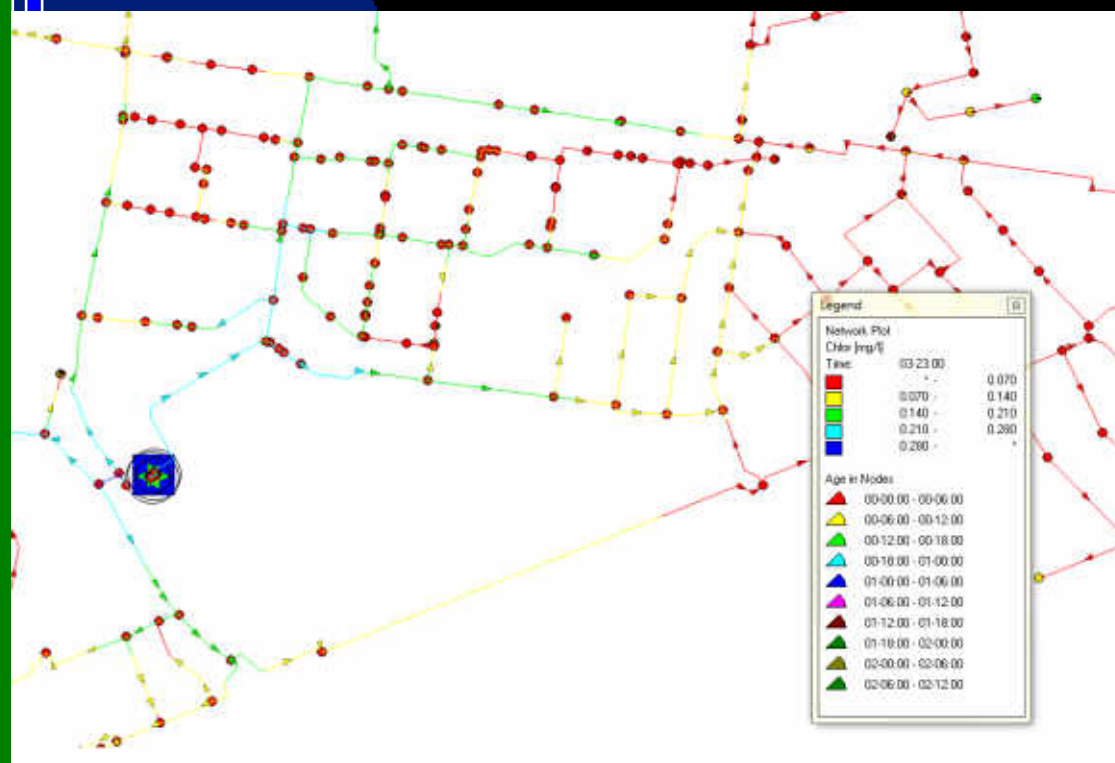 Legend
Network Plot
Chlor [mg/l]
Time: 03-23:00
* - 0.070
0.070 - 0.140
0.140 - 0.210
0.210 - 0.280
0.280 - *
Age in Nodes
00-00:00 - 00-06:00
00-06:00 - 00-12:00
00-12:00 - 00-18:00
00-18:00 - 01-00:00
01-00:00 - 01-06:00
01-06:00 - 01-12:00
01-12:00 - 01-18:00
01-18:00 - 02-00:00
02-00:00 - 02-06:00
02-06:00 - 02-12:00